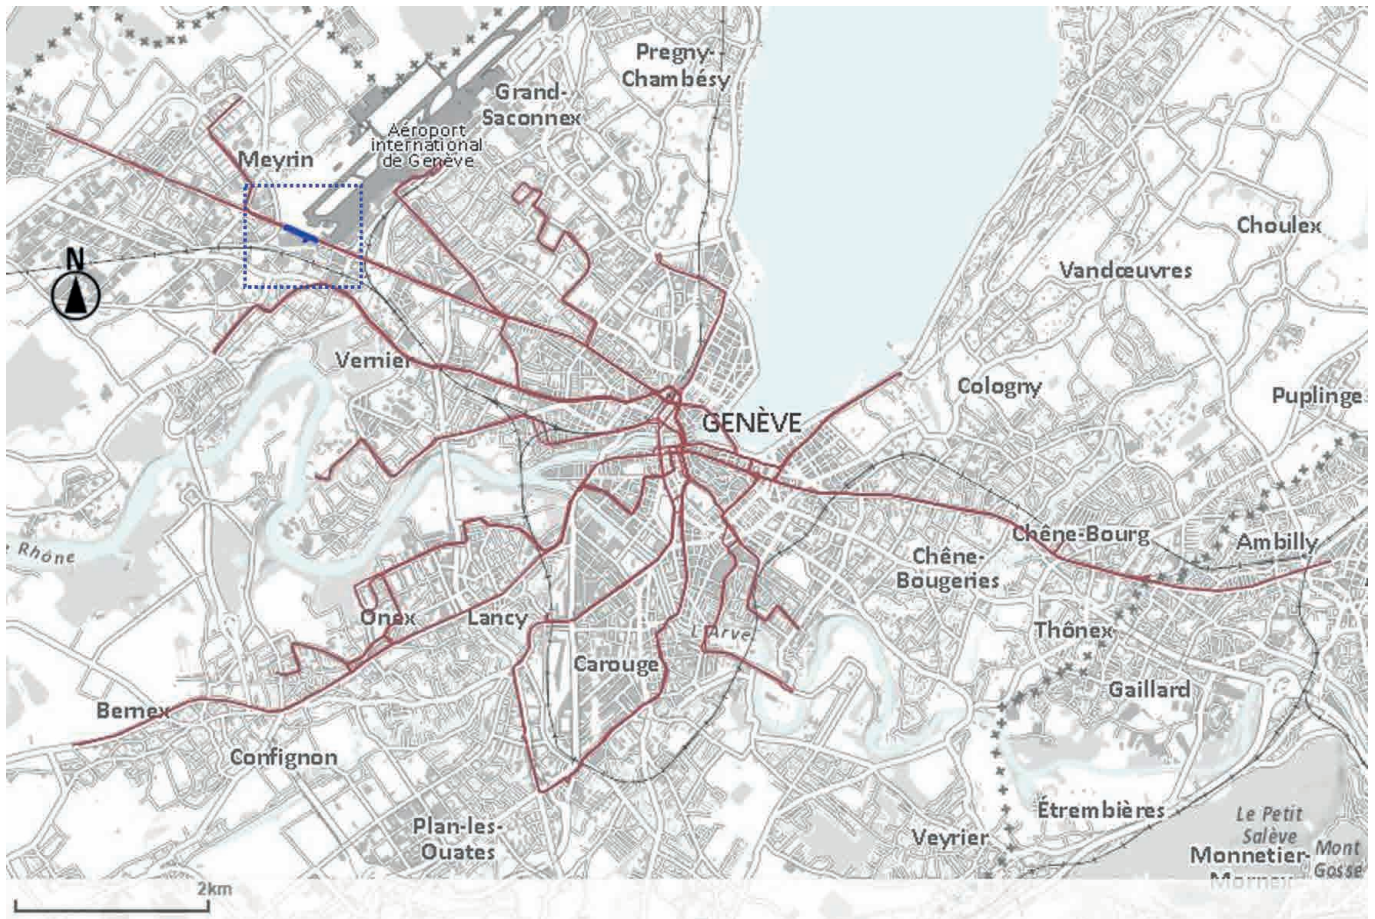 Pregny-
Chambésy
Grand-
Saconnex
Aéroport
international
de Genève
Meyrin
Choulex
N
Vandœuvres
Vernier
Cologny
Puplinge
GENÈVE
Chêne-Bourg
Ambilly
Rhône
Chêne-
Bougeries
Onex
Lancy
L'Arve
Thônex
Carouge
Gaillard
Bernex
Confignon
Étrembières
Le Petit
Salève
Plan-les-
Ouates
Veyrier
Mont
Gosse
Monnetier-
Mornex
2km